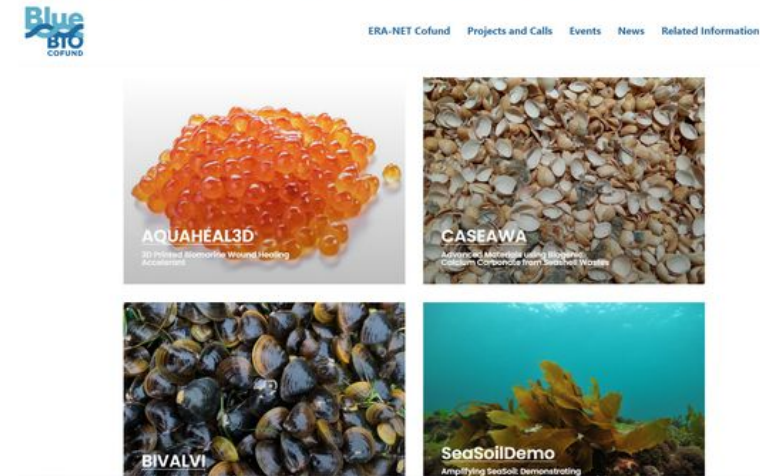 Blue
BIO
COFUND
ERA-NET Cofund Projects and Calls Events News Related Information
AQUAHEAL3D
3D Printed Biomarine Wound Healing
Accelerant
CASEAWA
Advanced Materials using Biogenic
Calcium Carbonate from Seashell Wastes
BIVALVI
SeaSoilDemo
Amplifying SeaSoil: Demonstrating